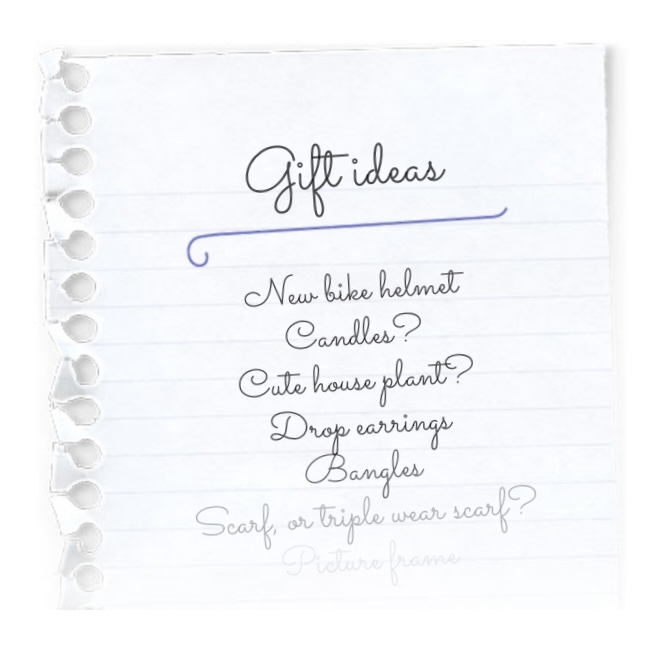 Gift ideas
New bike helmet
Candles?
Cute house plant?
Drop earrings
Bangles
Scarf, or triple wear scarf?
Picture frame